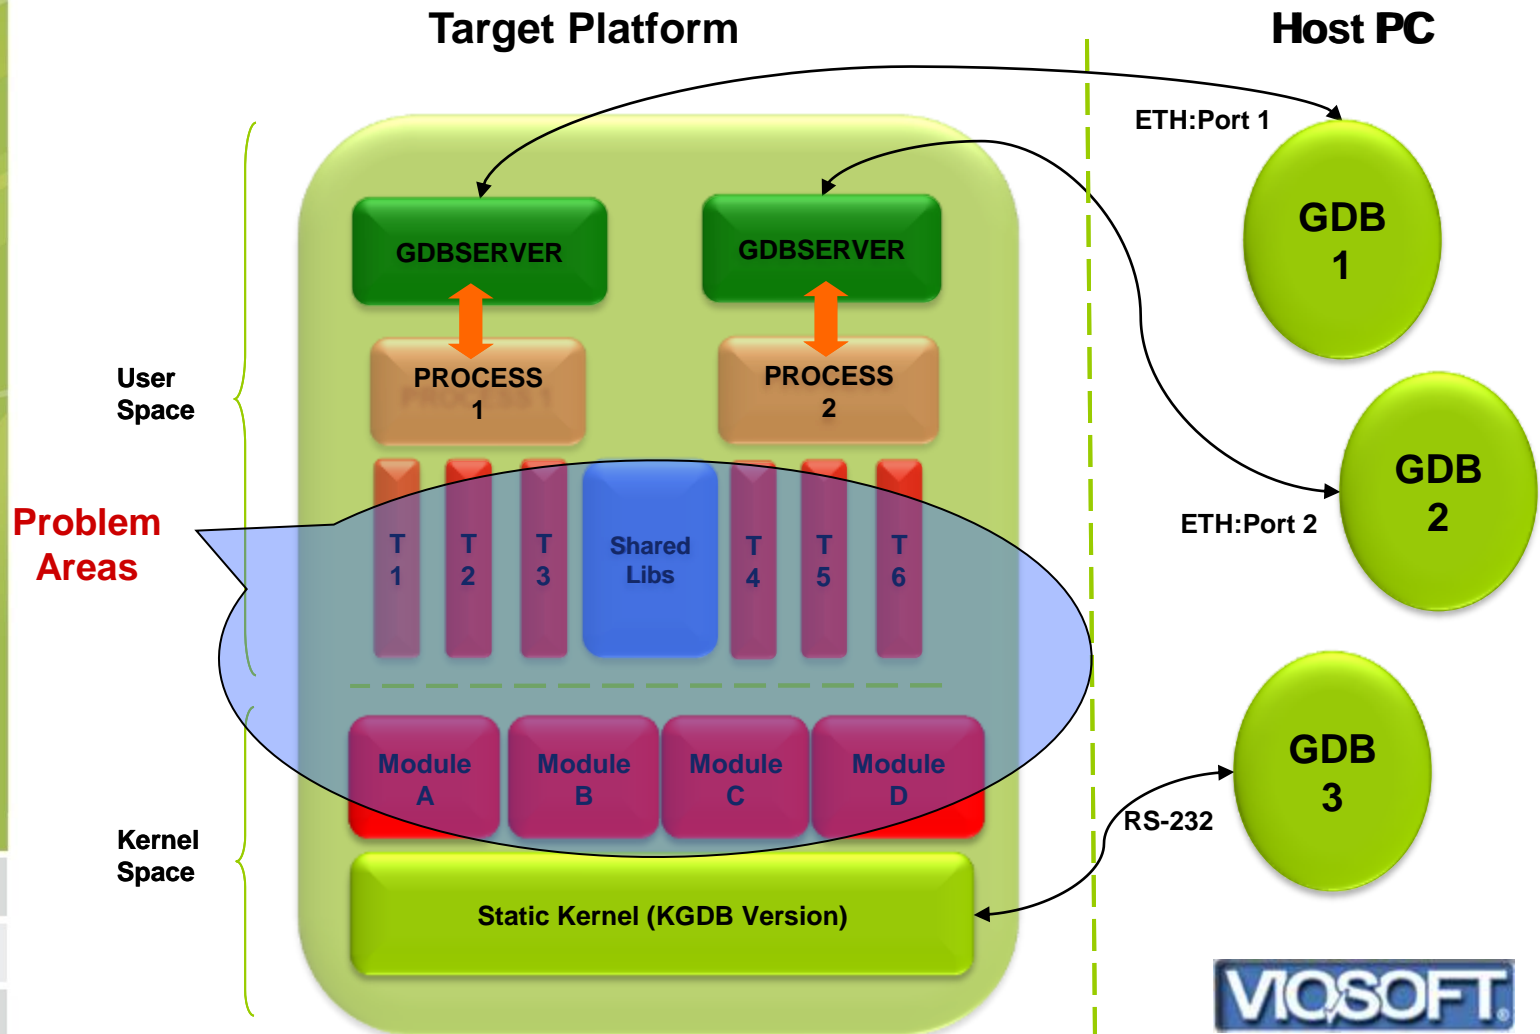 Target Platform
Host PC
ETH:Port 1
GDB
1
GDBSERVER
GDBSERVER
User
Space
PROCESS
1
PROCESS
2
GDB
2
ETH:Port 2
Problem
Areas
T
1
T
2
T
3
Shared
Libs
T
4
T
5
T
6
Module
A
Module
B
Module
C
Module
D
GDB
3
RS-232
Kernel
Space
Static Kernel (KGDB Version)
VIOSOFT®